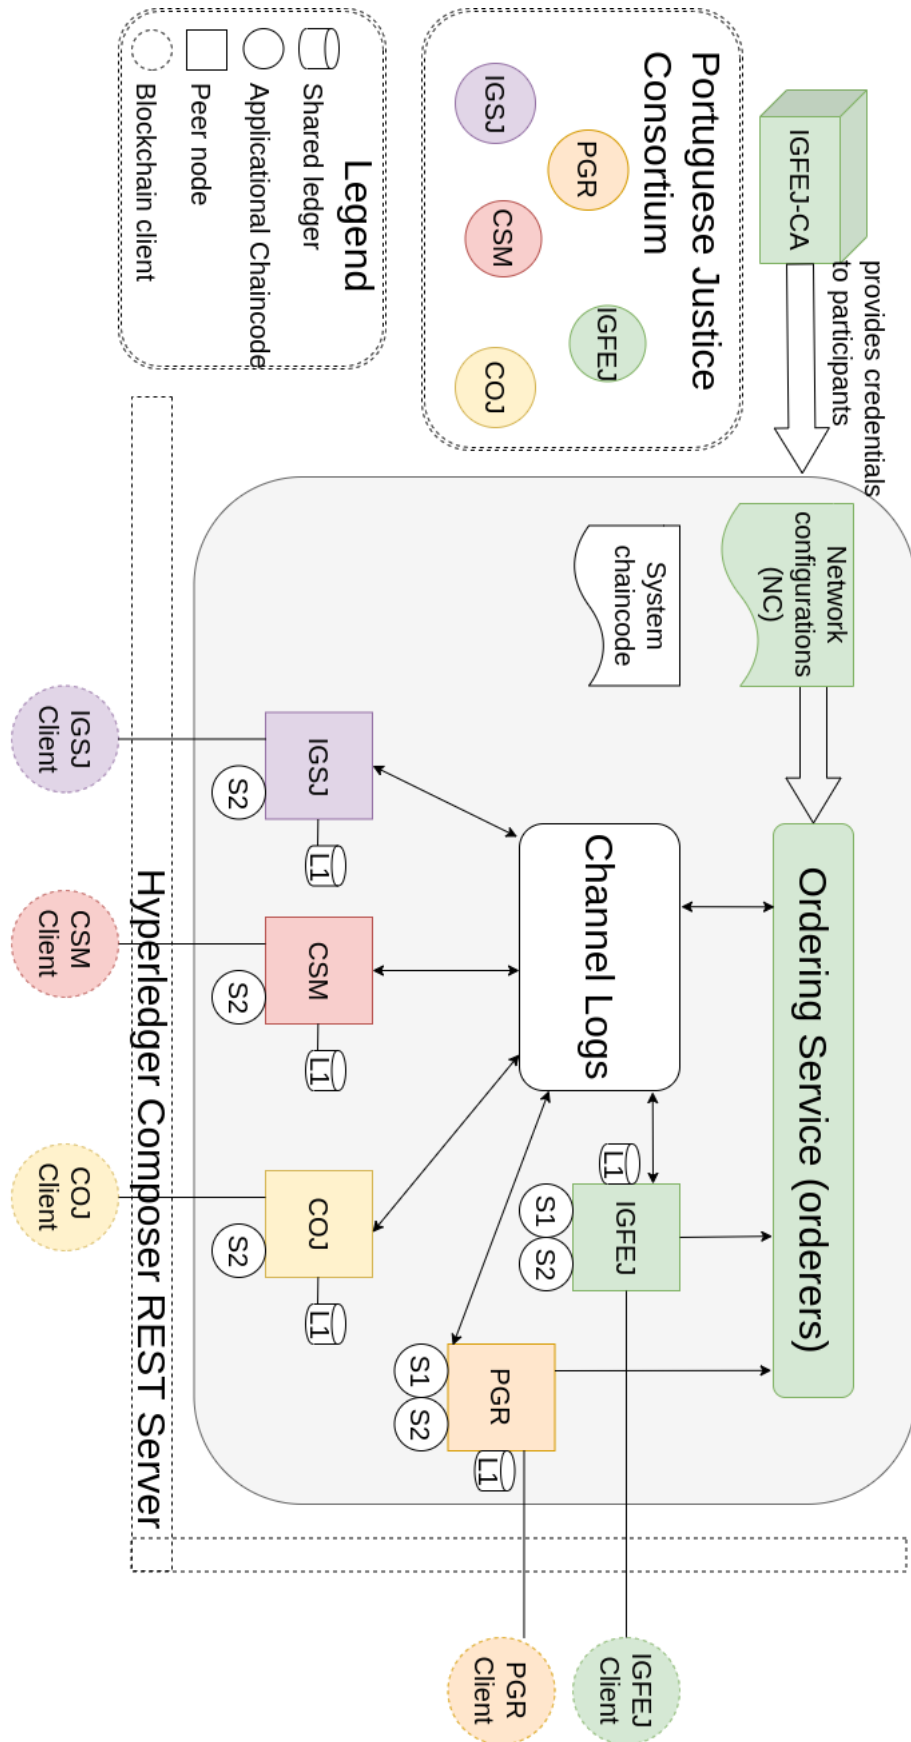 IGFEJ-CA
provides credentials
to participants
Portuguese Justice
Consortium
IGSJ
PGR
CSM
IGFEJ
COJ
Legend
Shared ledger
Applicational Chaincode
Peer node
Blockchain client
Network
configurations
(NC)
System
chaincode
Ordering Service (orderers)
Channel Logs
IGFEJ
L1
S1
S2
PGR
S1
S2
L1
IGSJ
S2
L1
CSM
S2
L1
COJ
S2
L1
Hyperledger Composer REST Server
IGSJ
Client
CSM
Client
COJ
Client
PGR
Client
IGFEJ
Client